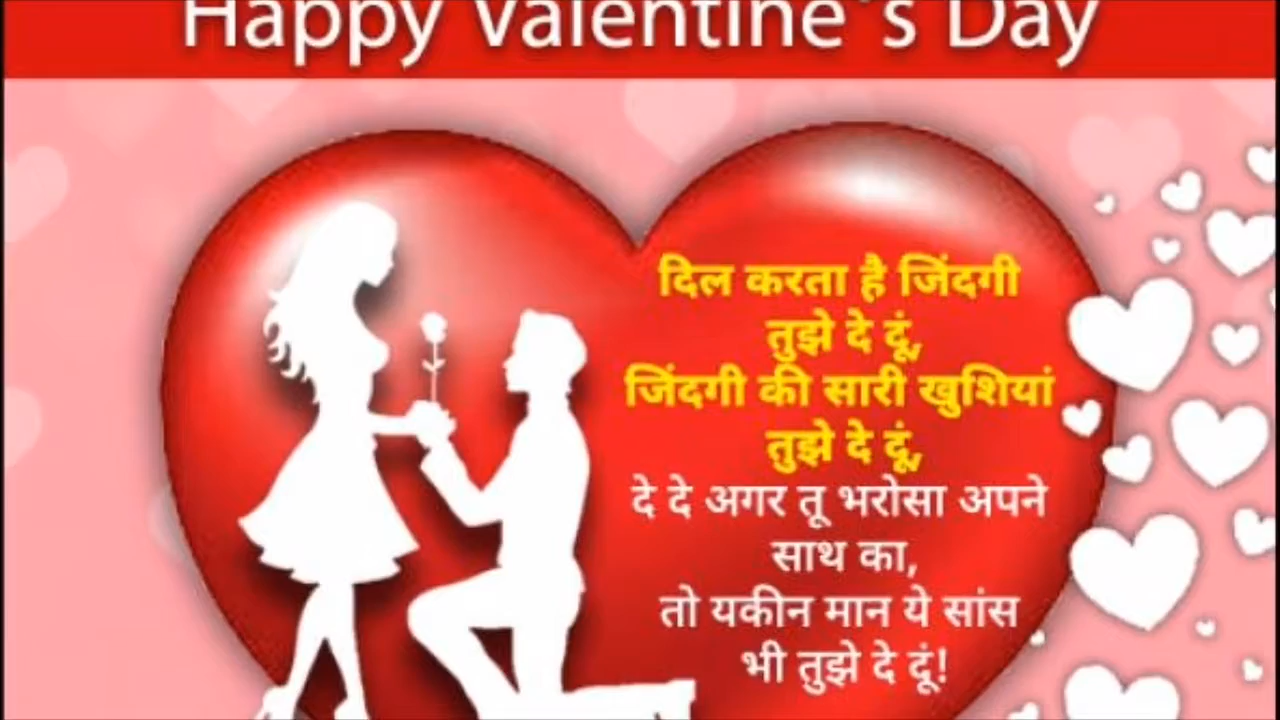 Happy Valentine's Day
दिल करता है जिंदगी
तुझे दे दूं,
जिंदगी की सारी खुशियां
तुझे दे दूं,
दे दे अगर तू भरोसा अपने
साथ का,
तो यकीन मान ये सांस
भी तुझे दे दूं!